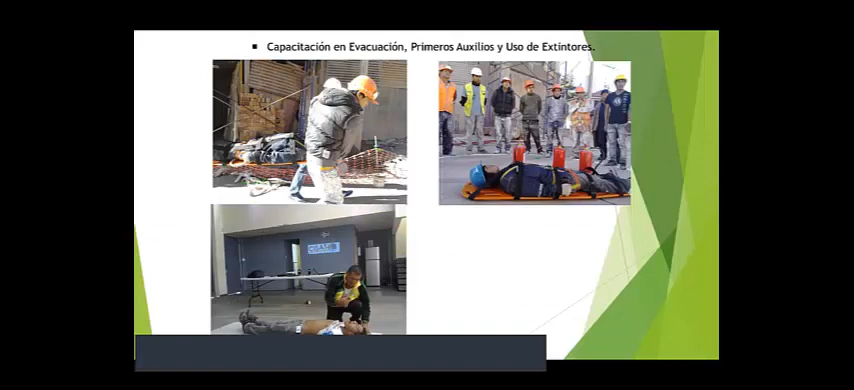 ▪ Capacitación en Evacuación, Primeros Auxilios y Uso de Extintores.